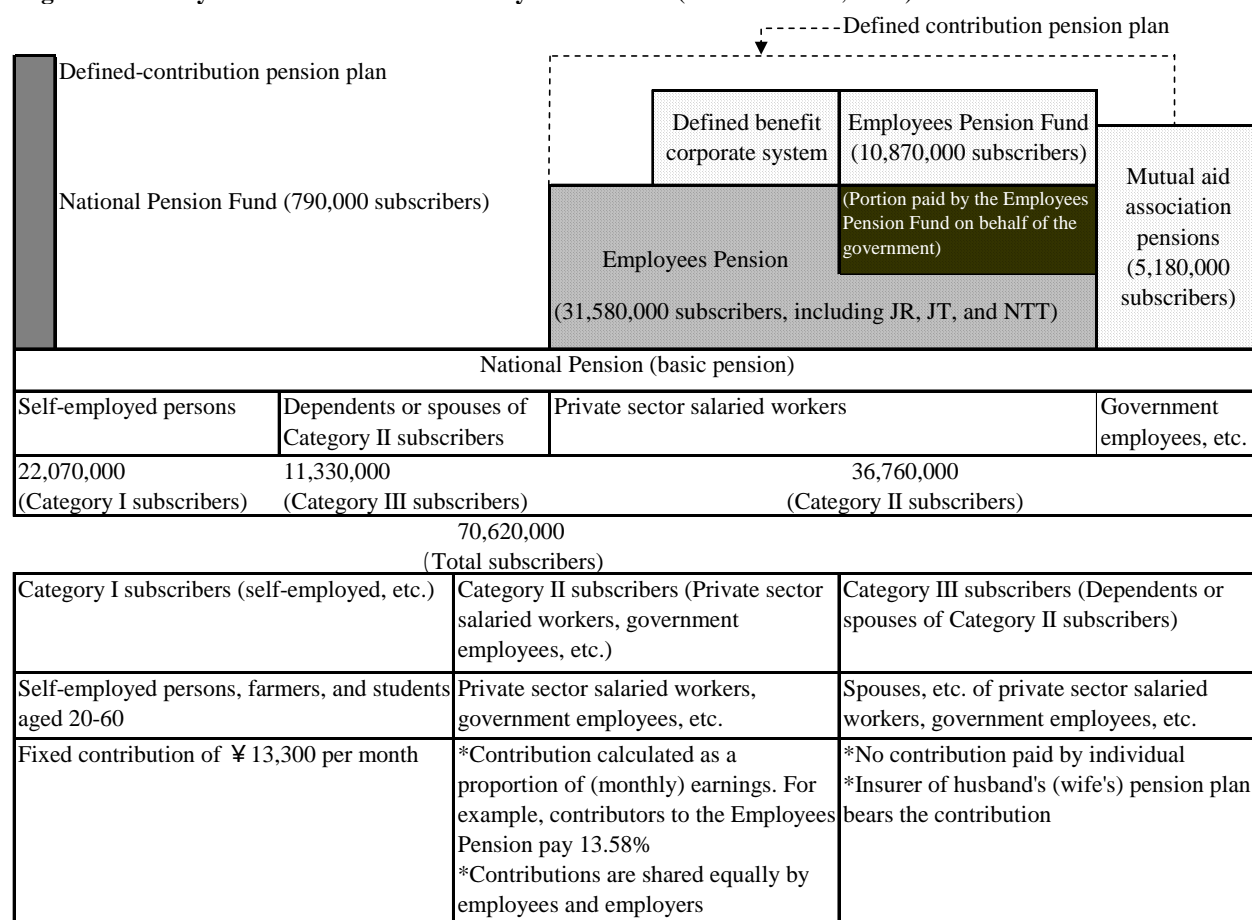 Defined contribution pension plan
Defined-contribution pension plan
Defined benefit
corporate system
Employees Pension Fund
(10,870,000 subscribers)
Mutual aid
association
pensions
(5,180,000
subscribers)
National Pension Fund (790,000 subscribers)
(Portion paid by the Employees
Pension Fund on behalf of the
government)
Employees Pension
(31,580,000 subscribers, including JR, JT, and NTT)
National Pension (basic pension)
Self-employed persons
Dependents or spouses of
Category II subscribers
Private sector salaried workers
Government
employees, etc.
22,070,000
(Category I subscribers)
11,330,000
(Category III subscribers)
36,760,000
(Category II subscribers)
70,620,000
(Total subscribers)
Category I subscribers (self-employed, etc.)
Category II subscribers (Private sector
salaried workers, government
employees, etc.)
Category III subscribers (Dependents or
spouses of Category II subscribers)
Self-employed persons, farmers, and students
aged 20-60
Private sector salaried workers,
government employees, etc.
Spouses, etc. of private sector salaried
workers, government employees, etc.
Fixed contribution of ¥13,300 per month
*Contribution calculated as a
proportion of (monthly) earnings. For
example, contributors to the Employees
Pension pay 13.58%
*Contributions are shared equally by
employees and employers
*No contribution paid by individual
*Insurer of husband's (wife's) pension plan
bears the contribution